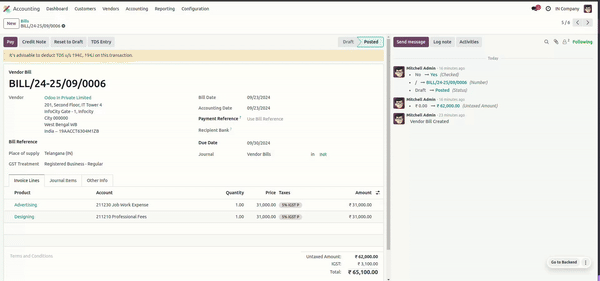 Accounting Dashboard Customers Vendors Accounting Reporting Configuration IN Company
New Bills
BILL/24-25/09/0006
5 / 6
Pay Credit Note Reset to Draft TDS Entry Draft Posted
Send message Log note Activities Following
It's advisable to deduct TDS u/s 194C, 194J on this transaction.
Vendor Bill
BILL/24-25/09/0006
Vendor Odoo In Private Limited
201, Second Floor, IT Tower 4
InfoCity Gate - 1, Infocity
City 000000
West Bengal WB
Bill Reference
Place of supply Telangana (IN)
GST Treatment Registered Business - Regular
Bill Date 09/23/2024
Accounting Date 09/23/2024
Payment Reference ? Use Bill Reference
Recipient Bank ?
Due Date 09/30/2024
Journal Vendor Bills in INR
Invoice Lines Journal Items Other Info
Product Account Quantity Price Taxes Amount
Advertising 211230 Job Work Expense 1.00 31,000.00 5% IGST P ₹ 31,000.00
Designing 211210 Professional Fees 1.00 31,000.00 5% IGST P ₹ 31,000.00
Terms and Conditions
Untaxed Amount: ₹ 62,000.00
IGST: ₹ 3,100.00
Total: ₹ 65,100.00
Today
Mitchell Admin - 16 minutes ago
No → Yes (Checked)
/ → BILL/24-25/09/0006 (Number)
Draft → Posted (Status)
Mitchell Admin - 16 minutes ago
₹ 0.00 → ₹ 62,000.00 (Untaxed Amount)
Mitchell Admin - 23 minutes ago
Vendor Bill Created
Go to Backend